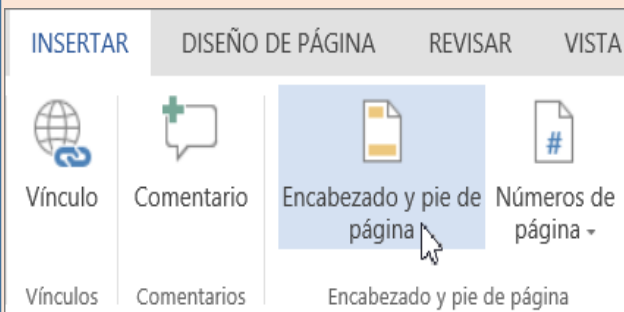 INSERTAR DISEÑO DE PÁGINA REVISAR VISTA
Vínculo Comentario Encabezado y pie de página Números de página
Vínculos Comentarios Encabezado y pie de página